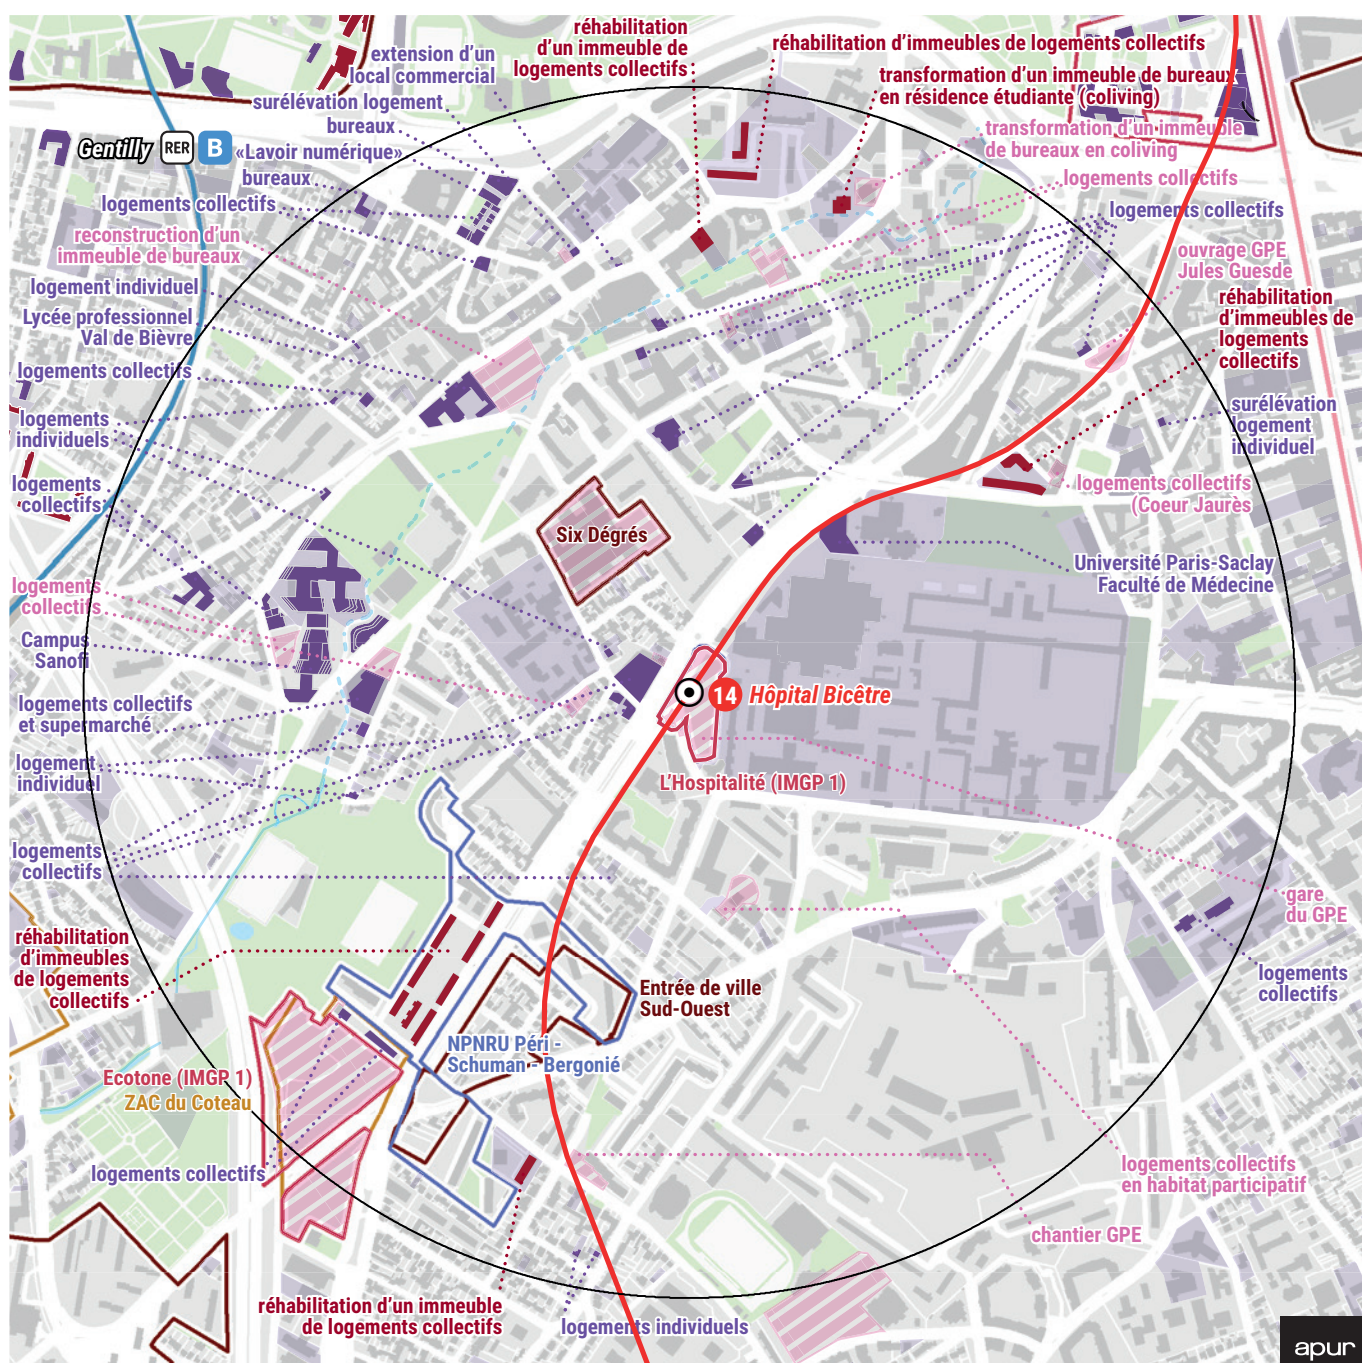 réhabilitation
d'un immeuble de
logements collectifs
réhabilitation d'immeubles de logements collectifs
transformation d'un immeuble de bureaux
en résidence étudiante (coliving)
transformation d'un immeuble
de bureaux en coliving
logements collectifs
logements collectifs
ouvrage GPE
Jules Guesde
réhabilitation
d'immeubles de
logements
collectifs
surélévation
logement
individuel
logements collectifs
(Coeur Jaurès
Université Paris-Saclay
Faculté de Médecine
extension d'un
local commercial
surélévation logement
bureaux
Gentilly RER B
«Lavoir numérique»
bureaux
logements collectifs
reconstruction d'un
immeuble de bureaux
logement individuel
Lycée professionnel
Val de Bièvre
logements collectifs
logements
individuels
logements
collectifs
logements
collectifs
Campus
Sanofi
logements collectifs
et supermarché
logement
individuel
logements
collectifs
réhabilitation
d'immeubles
de logements
collectifs
Six Dégrés
14 Hôpital Bicêtre
L'Hospitalité (IMGP 1)
gare
du GPE
logements
collectifs
Entrée de ville
Sud-Ouest
NPNRU Péri -
Schuman - Bergonié
Ecotone (IMGP 1)
ZAC du Coteau
logements collectifs
logements collectifs
en habitat participatif
chantier GPE
réhabilitation d'un immeuble
de logements collectifs
logements individuels
apur